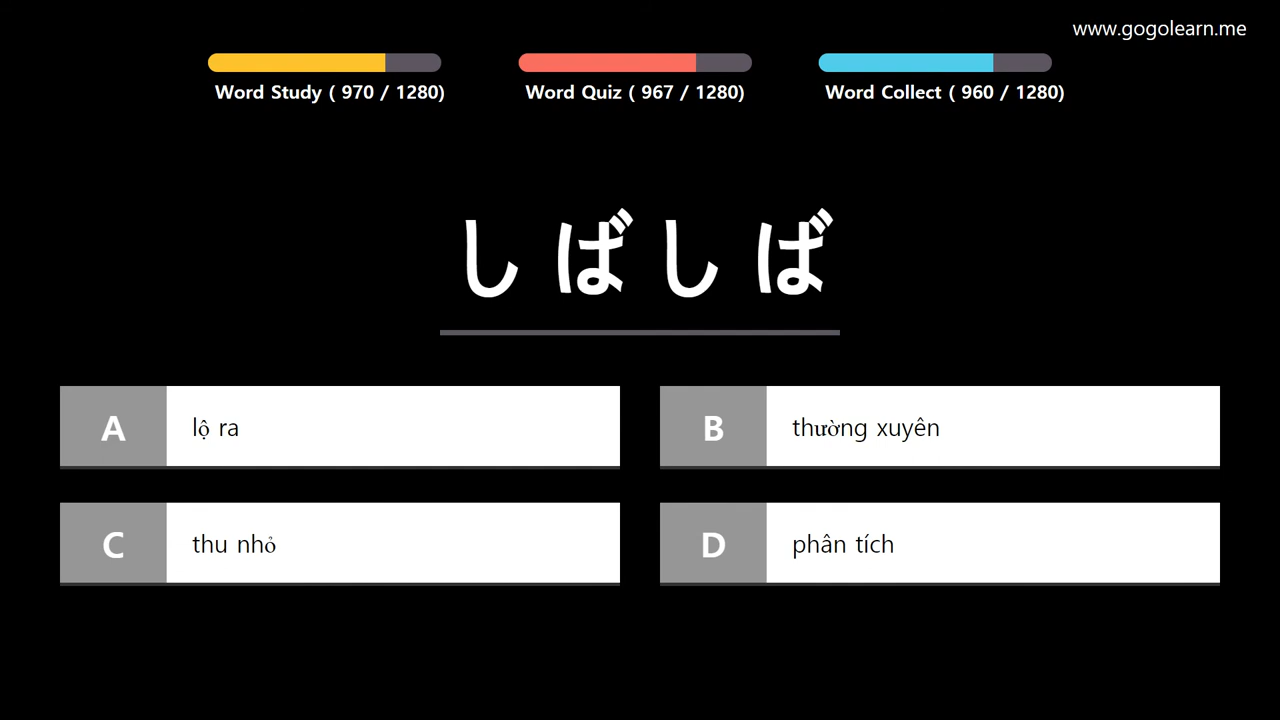 www.gogolearn.me
Word Study ( 970 / 1280)
Word Quiz ( 967 / 1280)
Word Collect ( 960 / 1280)
しばしば
A lộ ra
B thường xuyên
C thu nhỏ
D phân tích